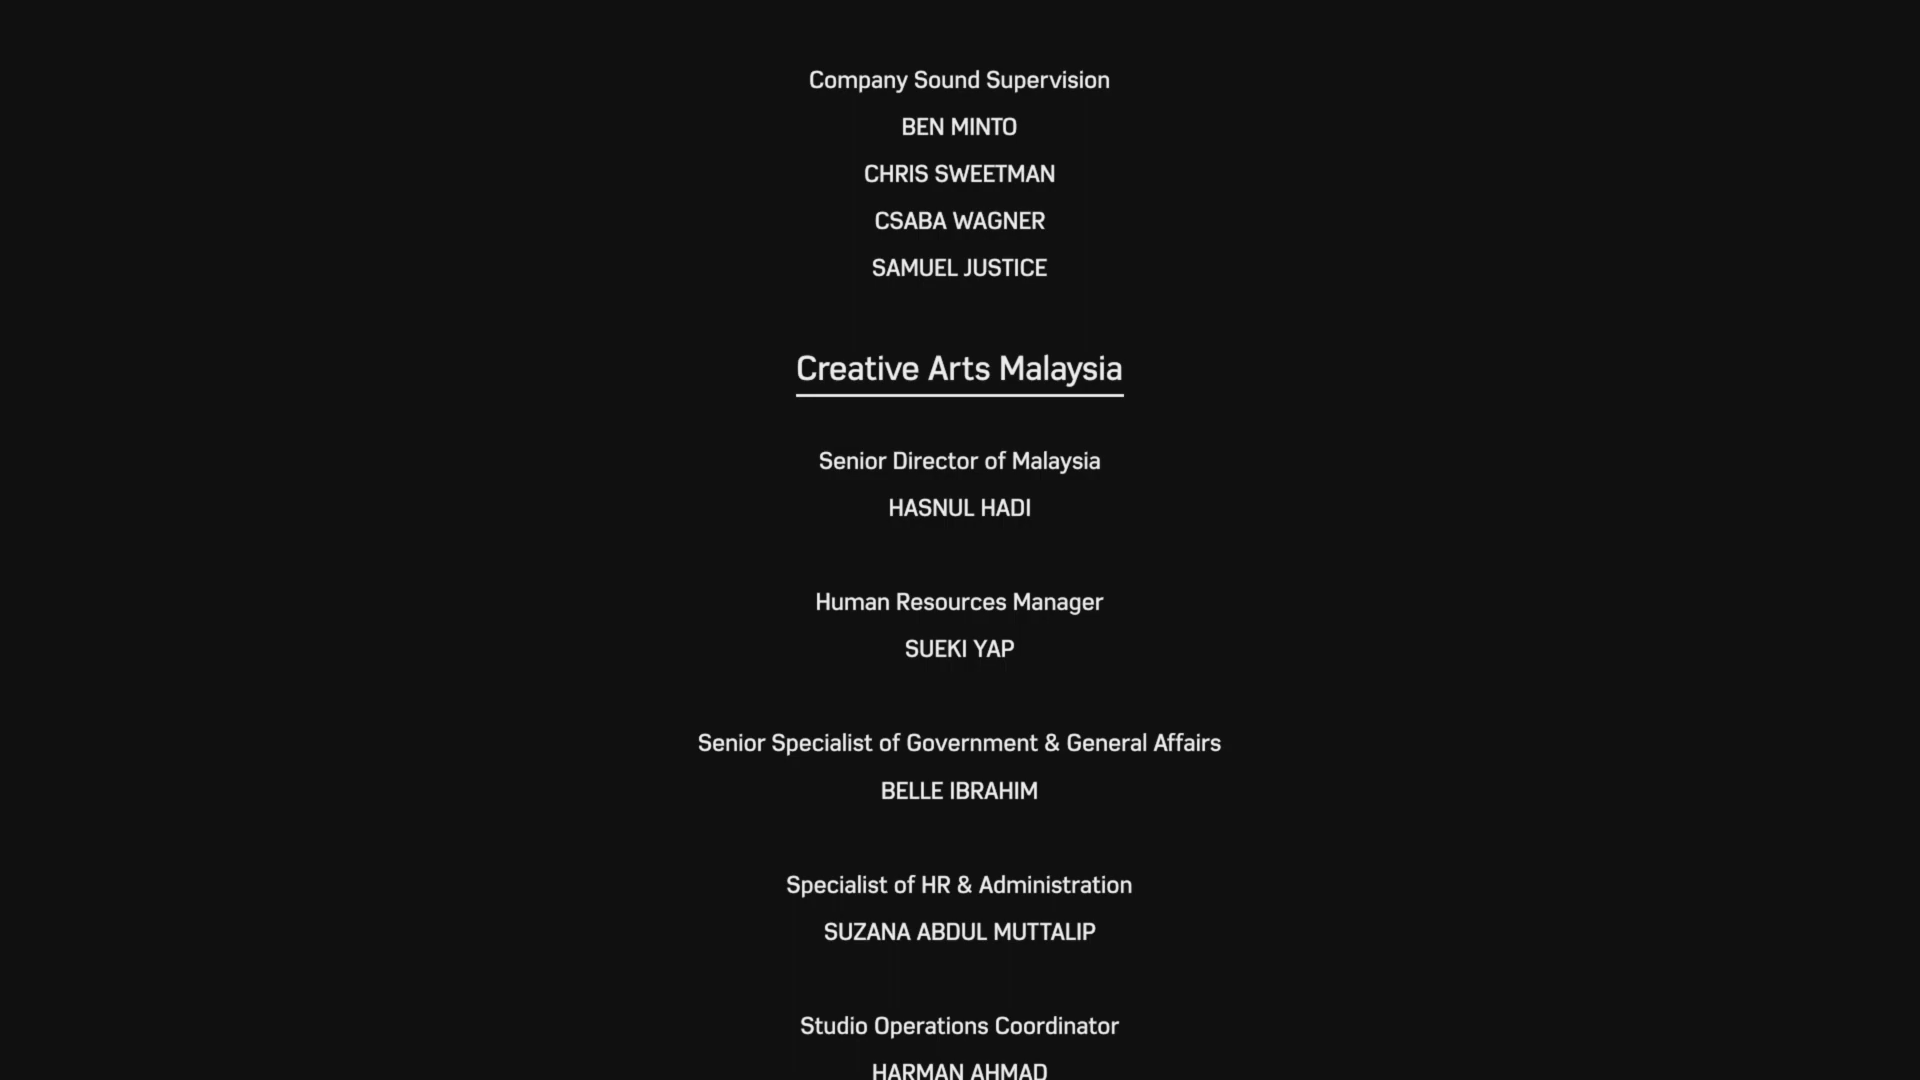 Company Sound Supervision
BEN MINTO
CHRIS SWEETMAN
CSABA WAGNER
SAMUEL JUSTICE
Creative Arts Malaysia
Senior Director of Malaysia
HASNUL HADI
Human Resources Manager
SUEKI YAP
Senior Specialist of Government & General Affairs
BELLE IBRAHIM
Specialist of HR & Administration
SUZANA ABDUL MUTTALIP
Studio Operations Coordinator
HARMAN AHMAD